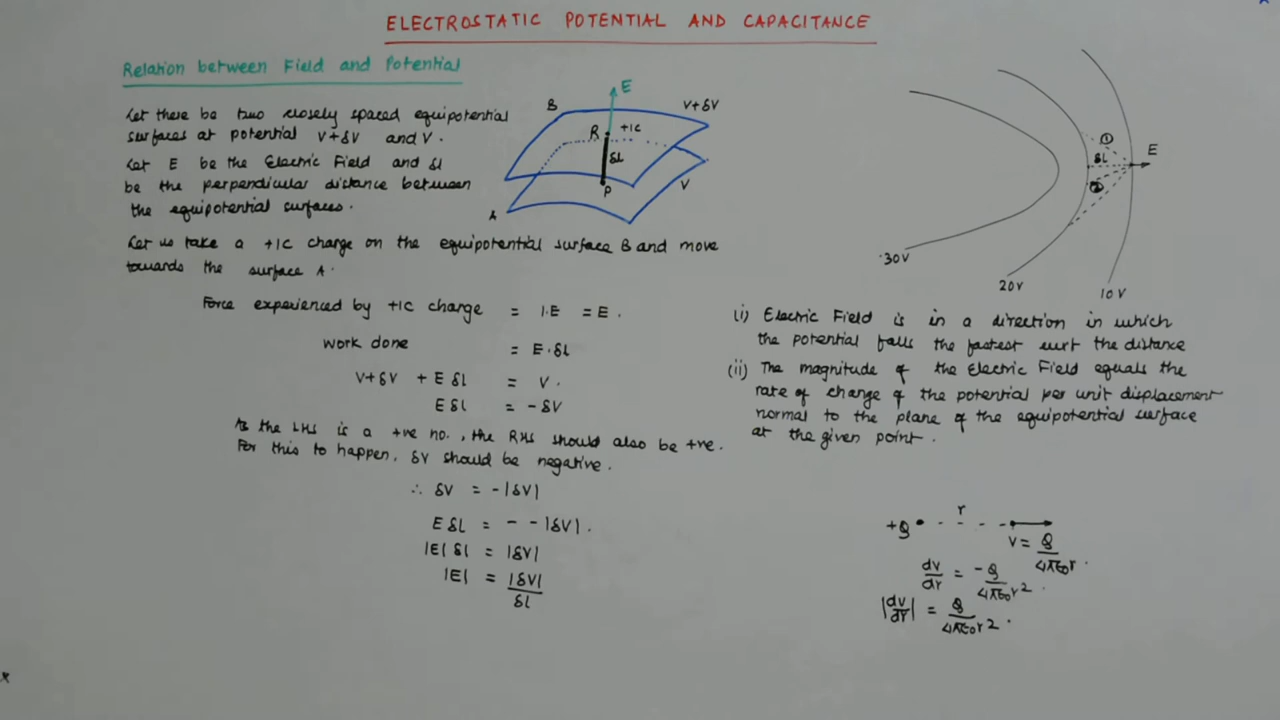 ELECTROSTATIC POTENTIAL AND CAPACITANCE
Relation between Field and Potential
Let there be two closely spaced equipotential
surfaces at potential V+δV and V.
Let E be the Electric Field and δl
be the perpendicular distance between
the equipotential surfaces.
B
E
V+δV
R
+1C
δl
P
V
A
Let us take a +1C charge on the equipotential surface B and move
towards the surface A.
Force experienced by +1C charge = 1.E = E.
work done = E.δl
V+δV + E δl = V.
E δl = -δV
As the LHS is a +ve no., the RHS should also be +ve.
For this to happen, δV should be negative.
∴ δV = -|δV|
E δl = - -|δV|.
|E| δl = |δV|
|E| = |δV|
δl
①
E
δl
②
30V
20V
10V
(i) Electric Field is in a direction in which
the potential falls the fastest wrt the distance
(ii) The magnitude of the Electric Field equals the
rate of change of the potential per unit displacement
normal to the plane of the equipotential surface
at the given point.
r
+Q
V = Q
4πε0r.
dv/dr = -Q
4πε0r2.
|dv/dr| = Q
4πε0r2.